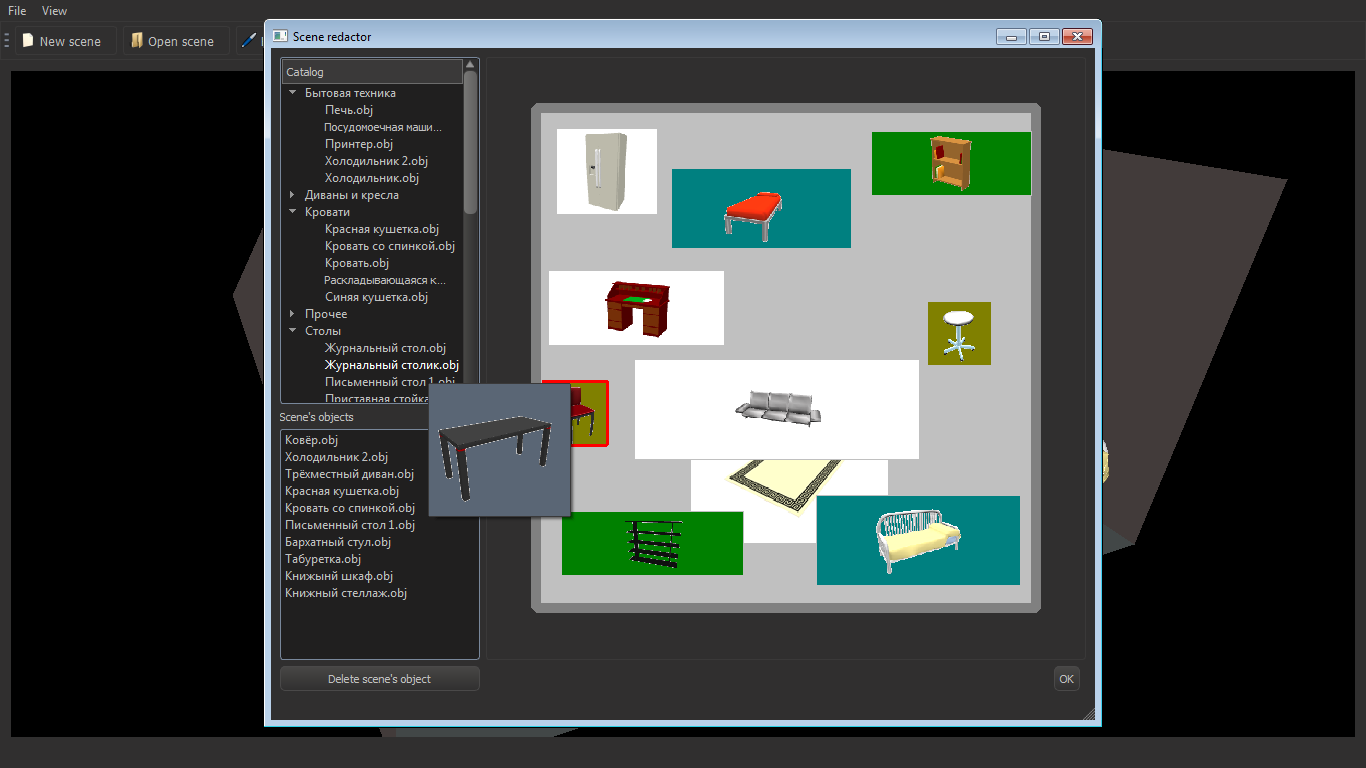 File View
New scene Open scene
Scene redactor
Catalog
Бытовая техника
Печь.obj
Посудомоечная маши...
Принтер.obj
Холодильник 2.obj
Холодильник.obj
Диваны и кресла
Кровати
Красная кушетка.obj
Кровать со спинкой.obj
Кровать.obj
Раскладывающаяся к...
Синяя кушетка.obj
Прочее
Столы
Журнальный стол.obj
Журнальный столик.obj
Письменный стол 1.obj
Приставная стойка
Scene's objects
Ковёр.obj
Холодильник 2.obj
Трёхместный диван.obj
Красная кушетка.obj
Кровать со спинкой.obj
Письменный стол 1.obj
Бархатный стул.obj
Табуретка.obj
Книжынй шкаф.obj
Книжный стеллаж.obj
Delete scene's object
OK